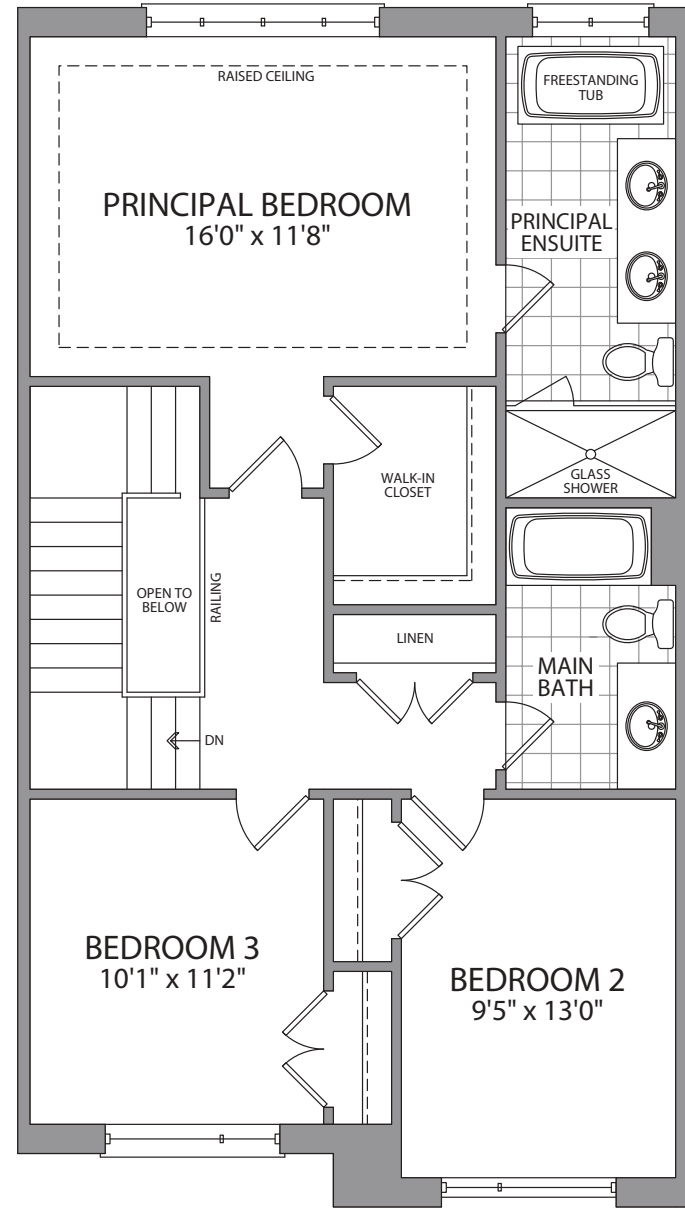 RAISED CEILING
PRINCIPAL BEDROOM
16'0" x 11'8"
FREESTANDING
TUB
PRINCIPAL
ENSUITE
WALK-IN
CLOSET
GLASS
SHOWER
OPEN TO
BELOW
RAILING
LINEN
MAIN
BATH
DN
BEDROOM 3
10'1" x 11'2"
BEDROOM 2
9'5" x 13'0"